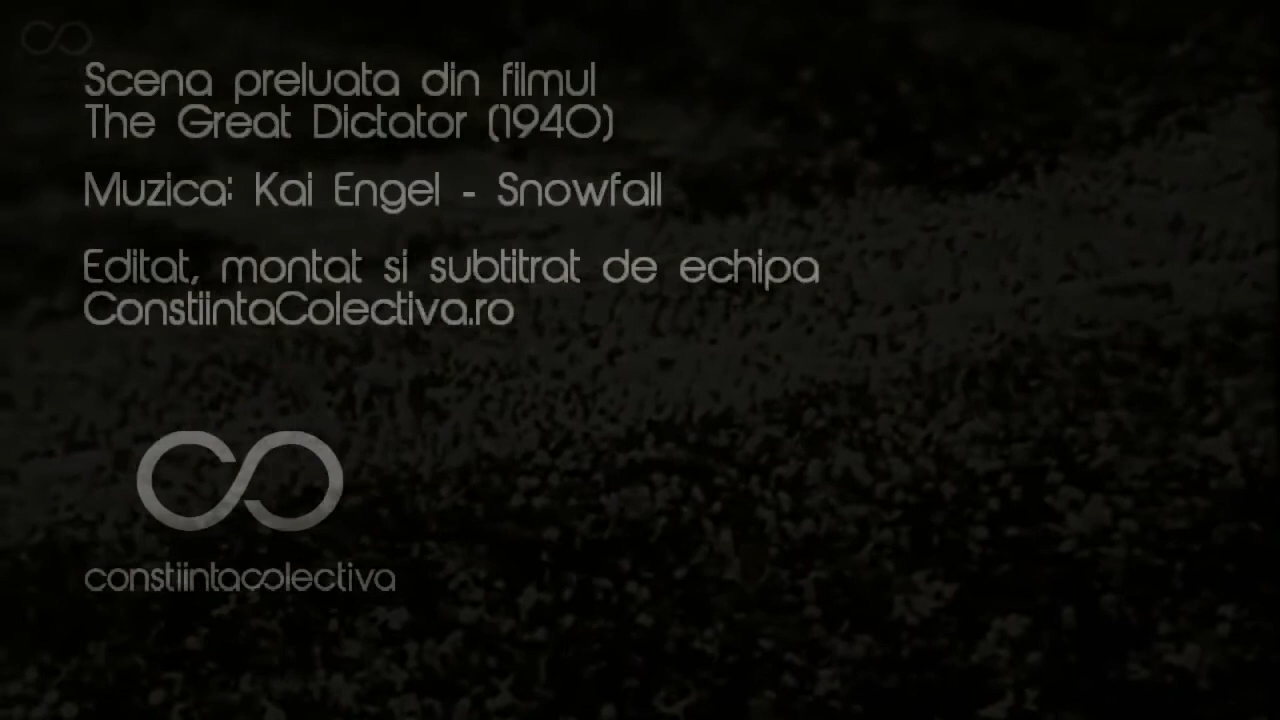 Scena preluata din filmul
The Great Dictator (1940)
Muzica: Kai Engel - Snowfall
Editat, montat si subtitrat de echipa
ConstiintaColectiva.ro
constiintacolectiva